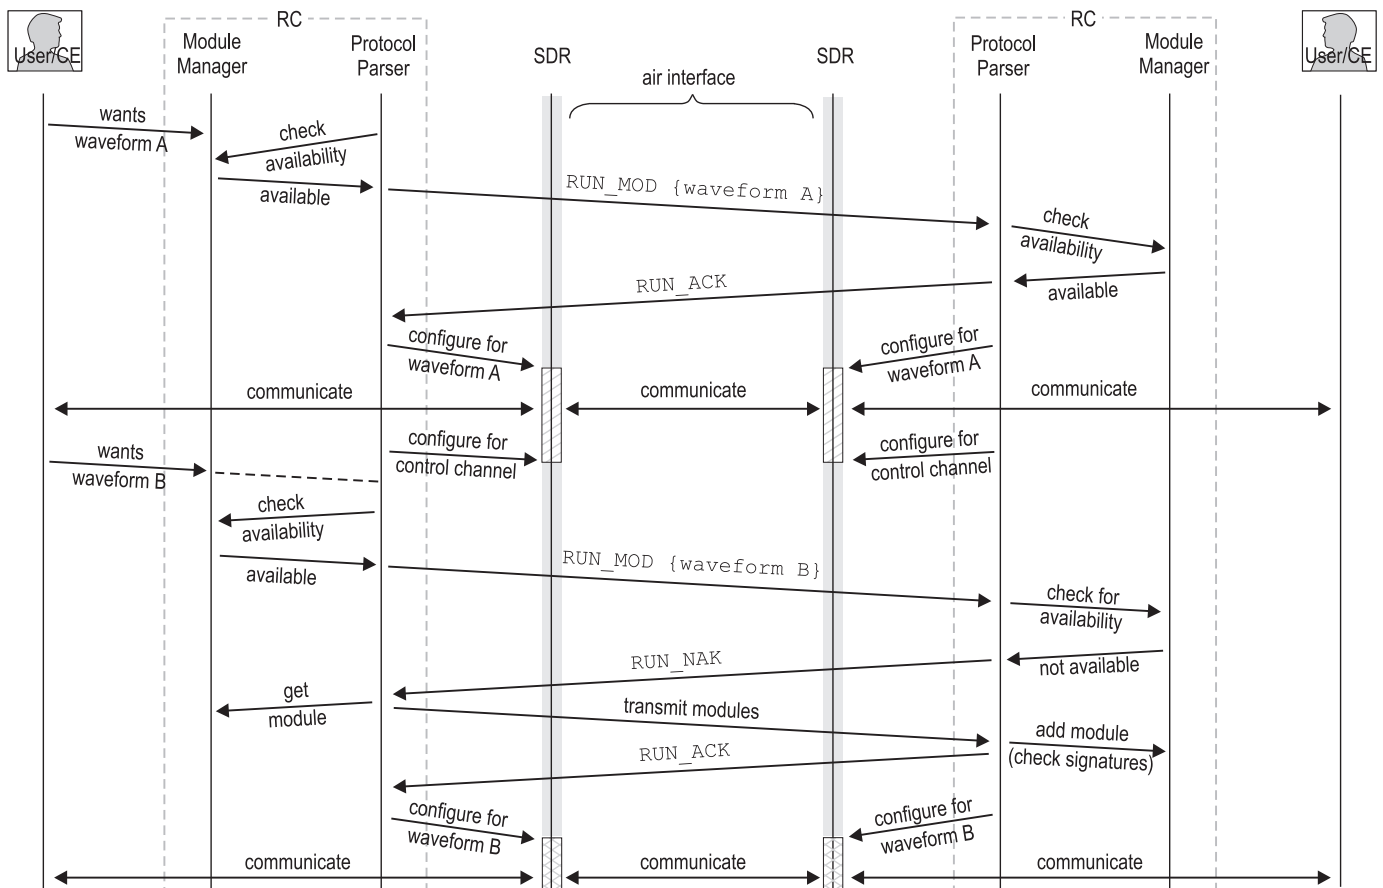 RC
RC
User/CE
Module
Manager
Protocol
Parser
SDR
air interface
SDR
Protocol
Parser
Module
Manager
User/CE
wants
waveform A
check
availability
available
RUN_MOD {waveform A}
check
availability
available
RUN_ACK
configure for
waveform A
configure for
waveform A
communicate
communicate
communicate
configure for
control channel
configure for
control channel
wants
waveform B
check
availability
available
RUN_MOD {waveform B}
check for
availability
not available
RUN_NAK
get
module
transmit modules
add module
(check signatures)
RUN_ACK
configure for
waveform B
configure for
waveform B
communicate
communicate
communicate